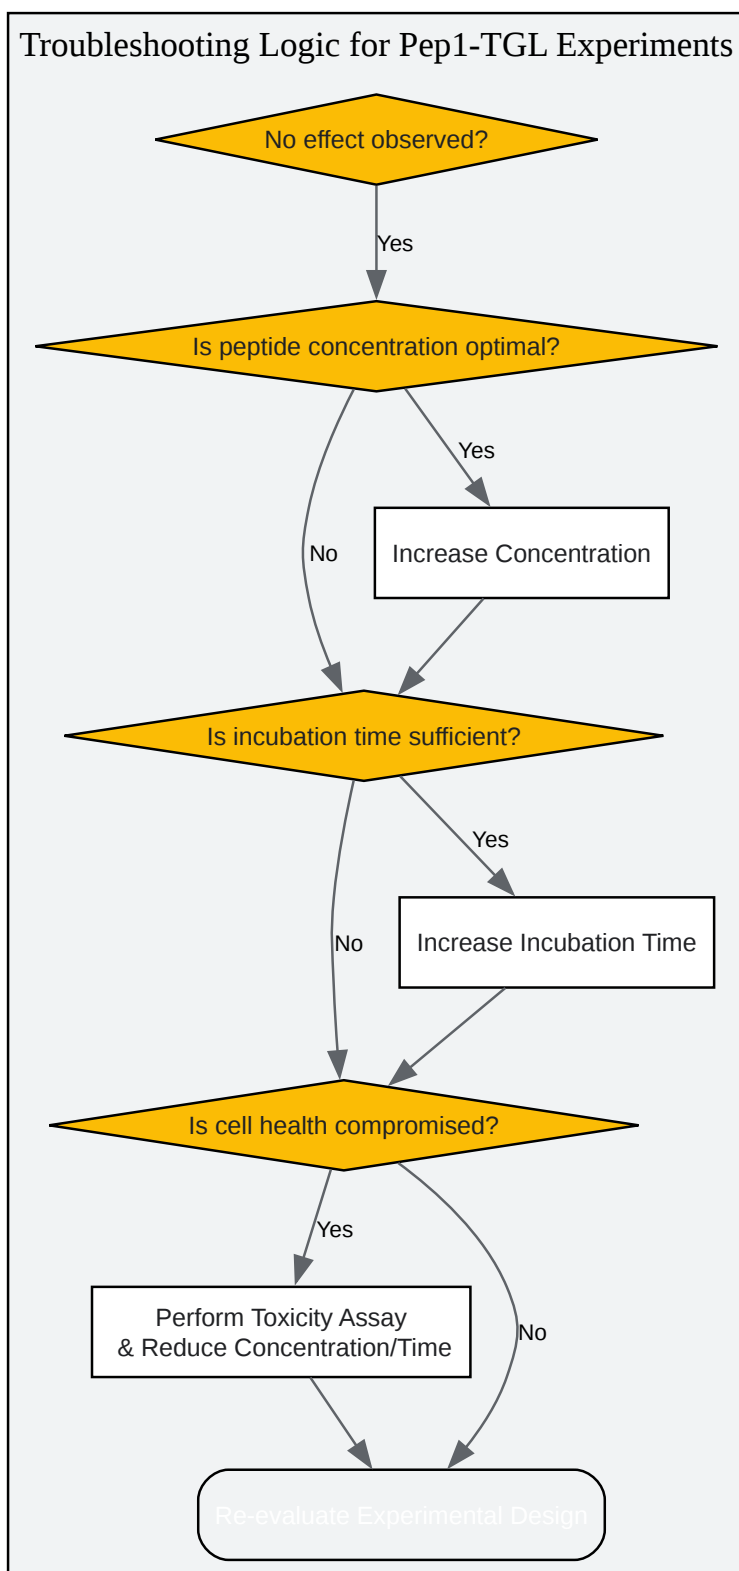 Troubleshooting Logic for Pep1-TGL Experiments
No effect observed?
Yes
Is peptide concentration optimal?
Yes
No
Increase Concentration
Is incubation time sufficient?
Yes
No
Increase Incubation Time
Is cell health compromised?
Yes
No
Perform Toxicity Assay
& Reduce Concentration/Time
Re-evaluate Experimental Design